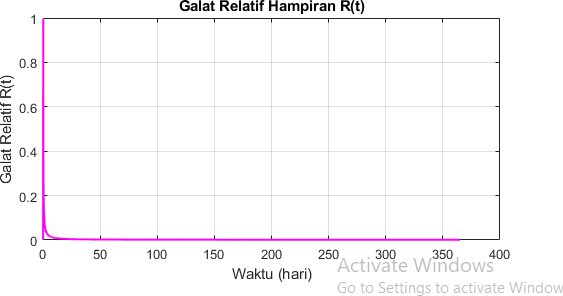 Galat Relatif Hampiran R(t)
Galat Relatif R(t)
1
0.8
0.6
0.4
0.2
0
0 50 100 150 200 250 300 350 400
Waktu (hari)
Activate Windows
Go to Settings to activate Window